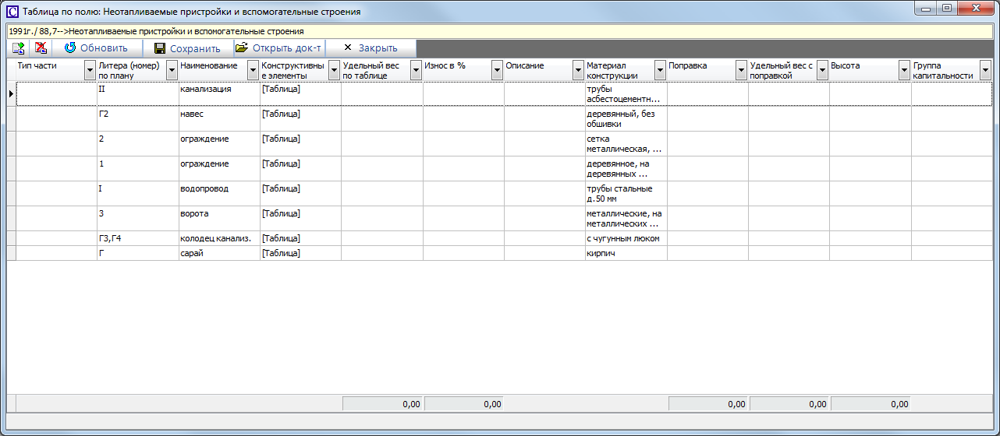 C Таблица по полю: Неотапливаемые пристройки и вспомогательные строения
1991г./ 88,7-->Неотапливаемые пристройки и вспомогательные строения
Обновить Сохранить Открыть док-т Закрыть
Тип части Литера (номер) Наименование Конструктивны Удельный вес Износ в % Описание Материал Поправка Удельный вес с Высота Группа
по плану е элементы по таблице конструкции поправкой капитальности
II канализация [Таблица] трубы
асбестоцементн...
Г2 навес [Таблица] деревянный, без
обшивки
2 ограждение [Таблица] сетка
металлическая, ...
1 ограждение [Таблица] деревянное, на
деревянных ...
I водопровод [Таблица] трубы стальные
д.50 мм
3 ворота [Таблица] металлические, на
металлических ...
Г3,Г4 колодец канализ. [Таблица] с чугунным люком
Г сарай [Таблица] кирпич
0,00 0,00 0,00 0,00 0,00